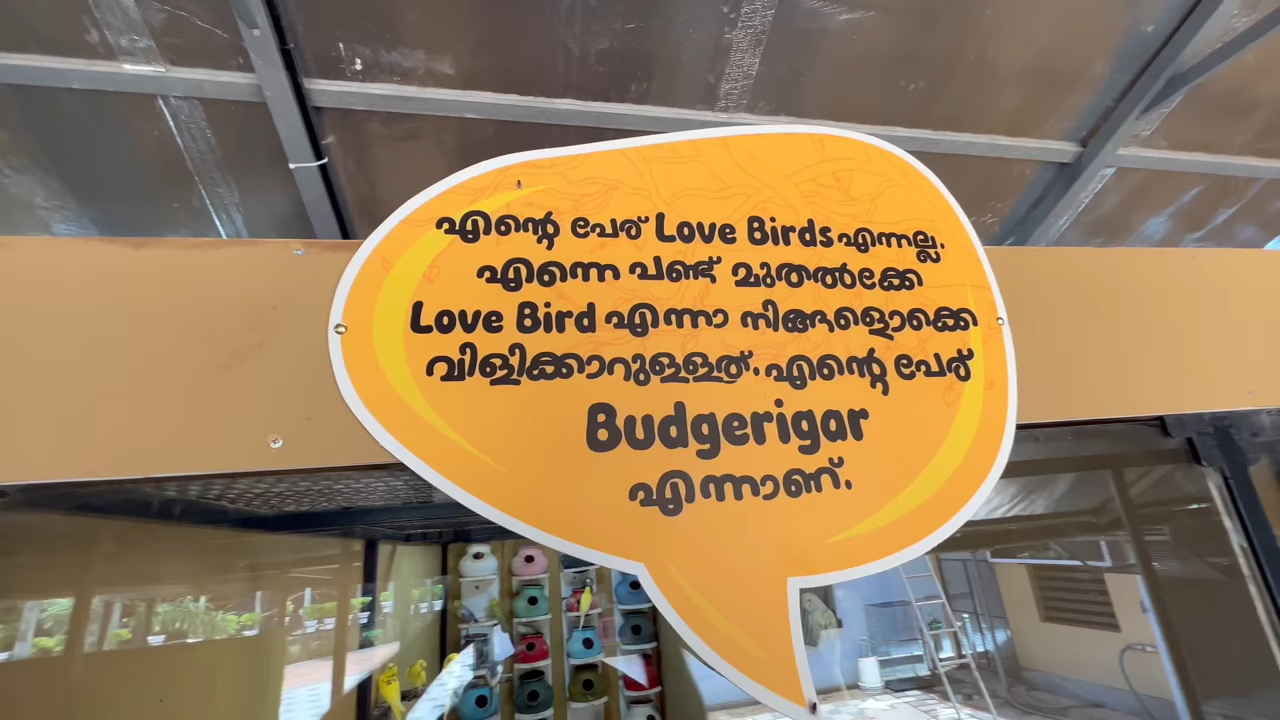 എന്റെ പേര് Love Birds എന്നല്ല.
എന്നെ പണ്ട് മുതൽക്കേ
Love Bird എന്നാ നിങ്ങളൊക്കെ
വിളിക്കാറുള്ളത്. എന്റെ പേര്
Budgerigar
എന്നാണ്.